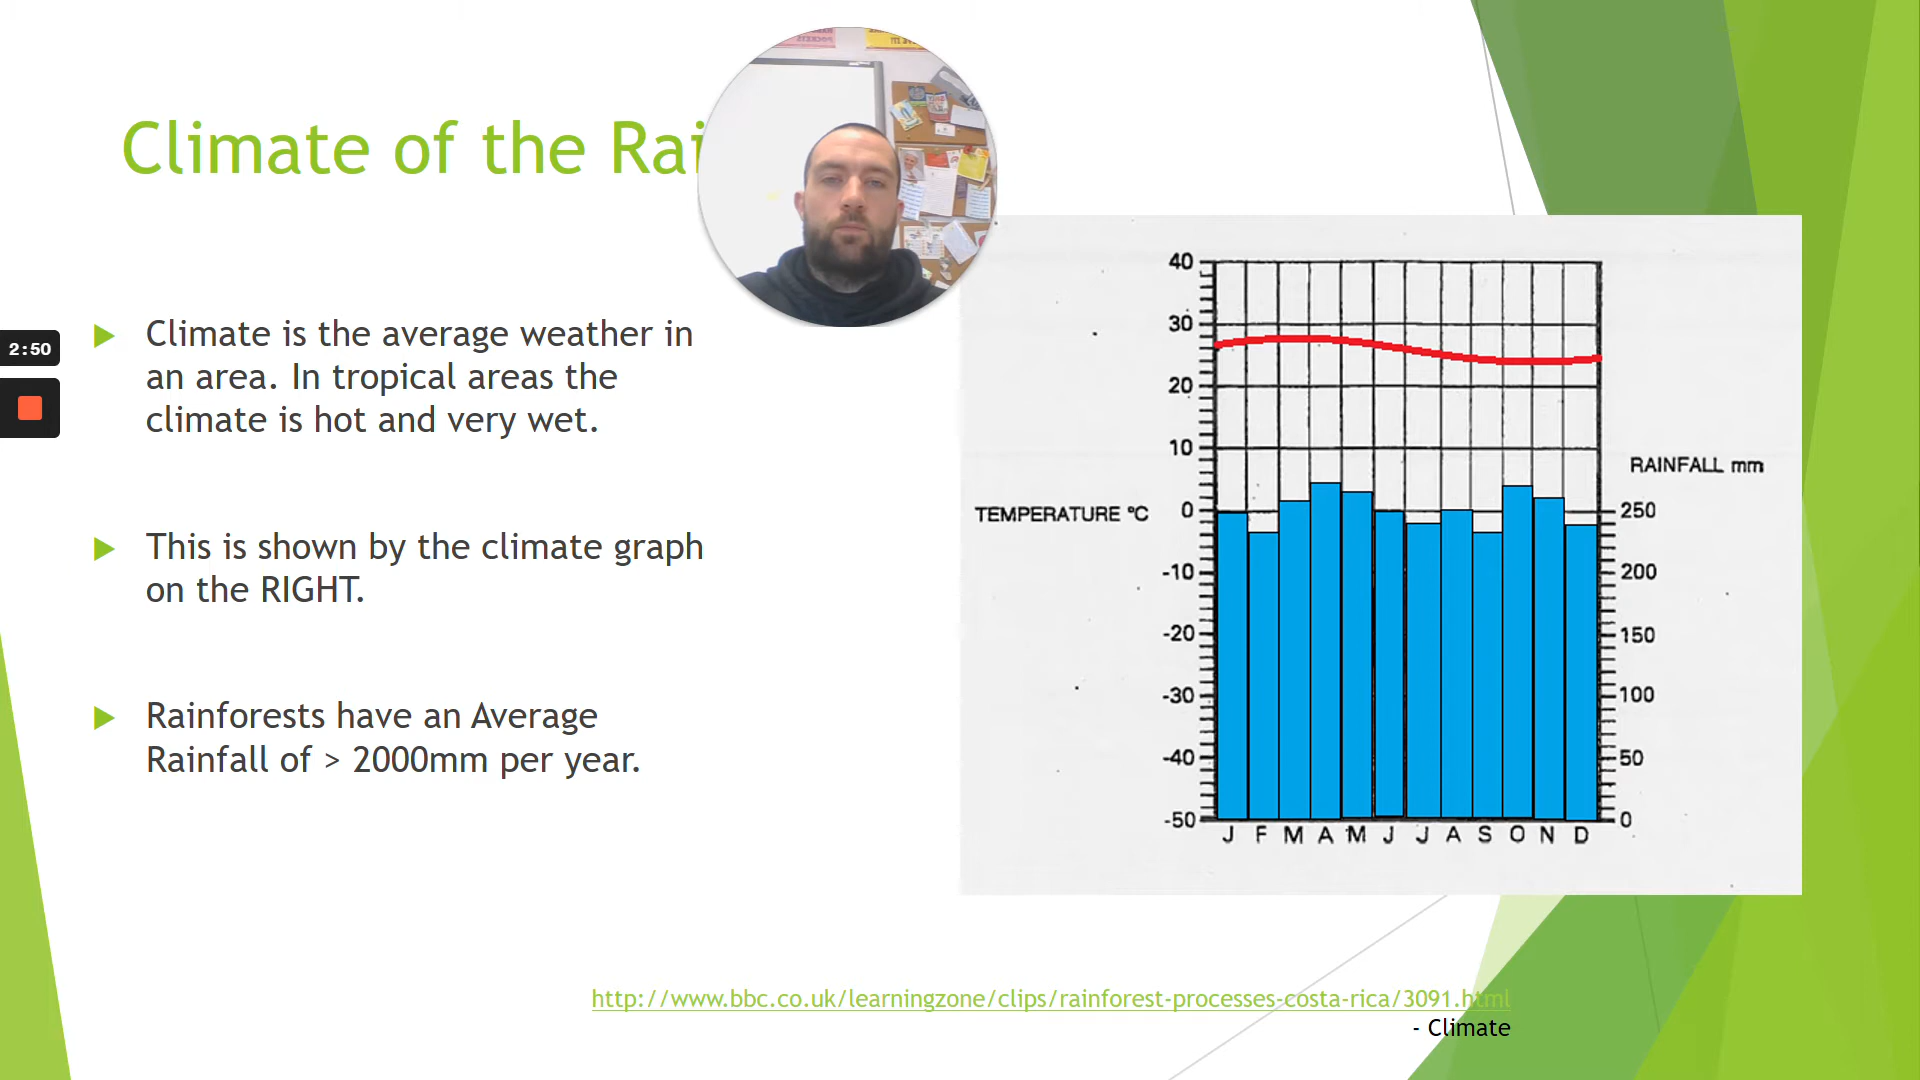 Climate of the Rai
2:50
Climate is the average weather in
an area. In tropical areas the
climate is hot and very wet.
This is shown by the climate graph
on the RIGHT.
Rainforests have an Average
Rainfall of > 2000mm per year.
40
30
20
10
0
-10
-20
-30
-40
-50
TEMPERATURE °C
RAINFALL mm
250
200
150
100
50
0
J F M A M J J A S O N D
http://www.bbc.co.uk/learningzone/clips/rainforest-processes-costa-rica/3091.html
- Climate